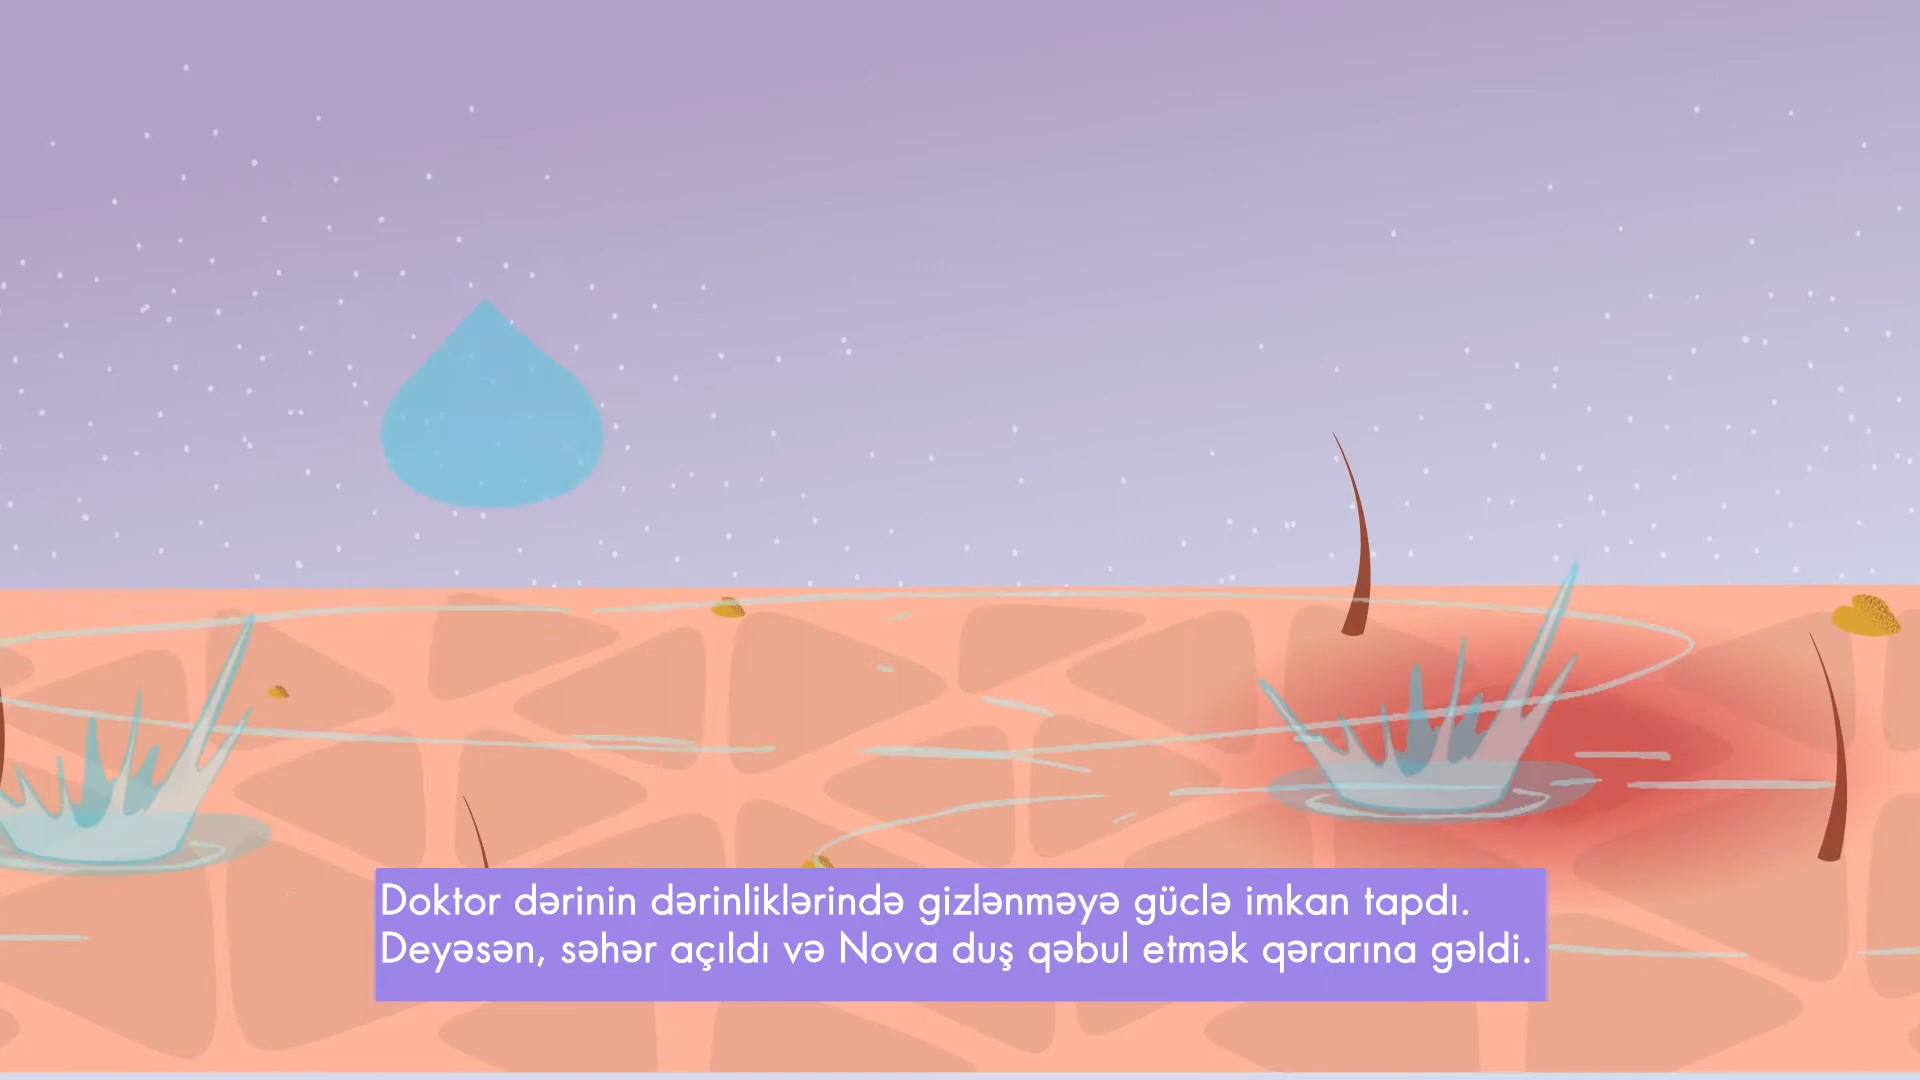 Doktor dərinin dərinliklərində gizlənməyə güclə imkan tapdı.
Deyəsən, səhər açıldı və Nova duş qəbul etmək qərarına gəldi.